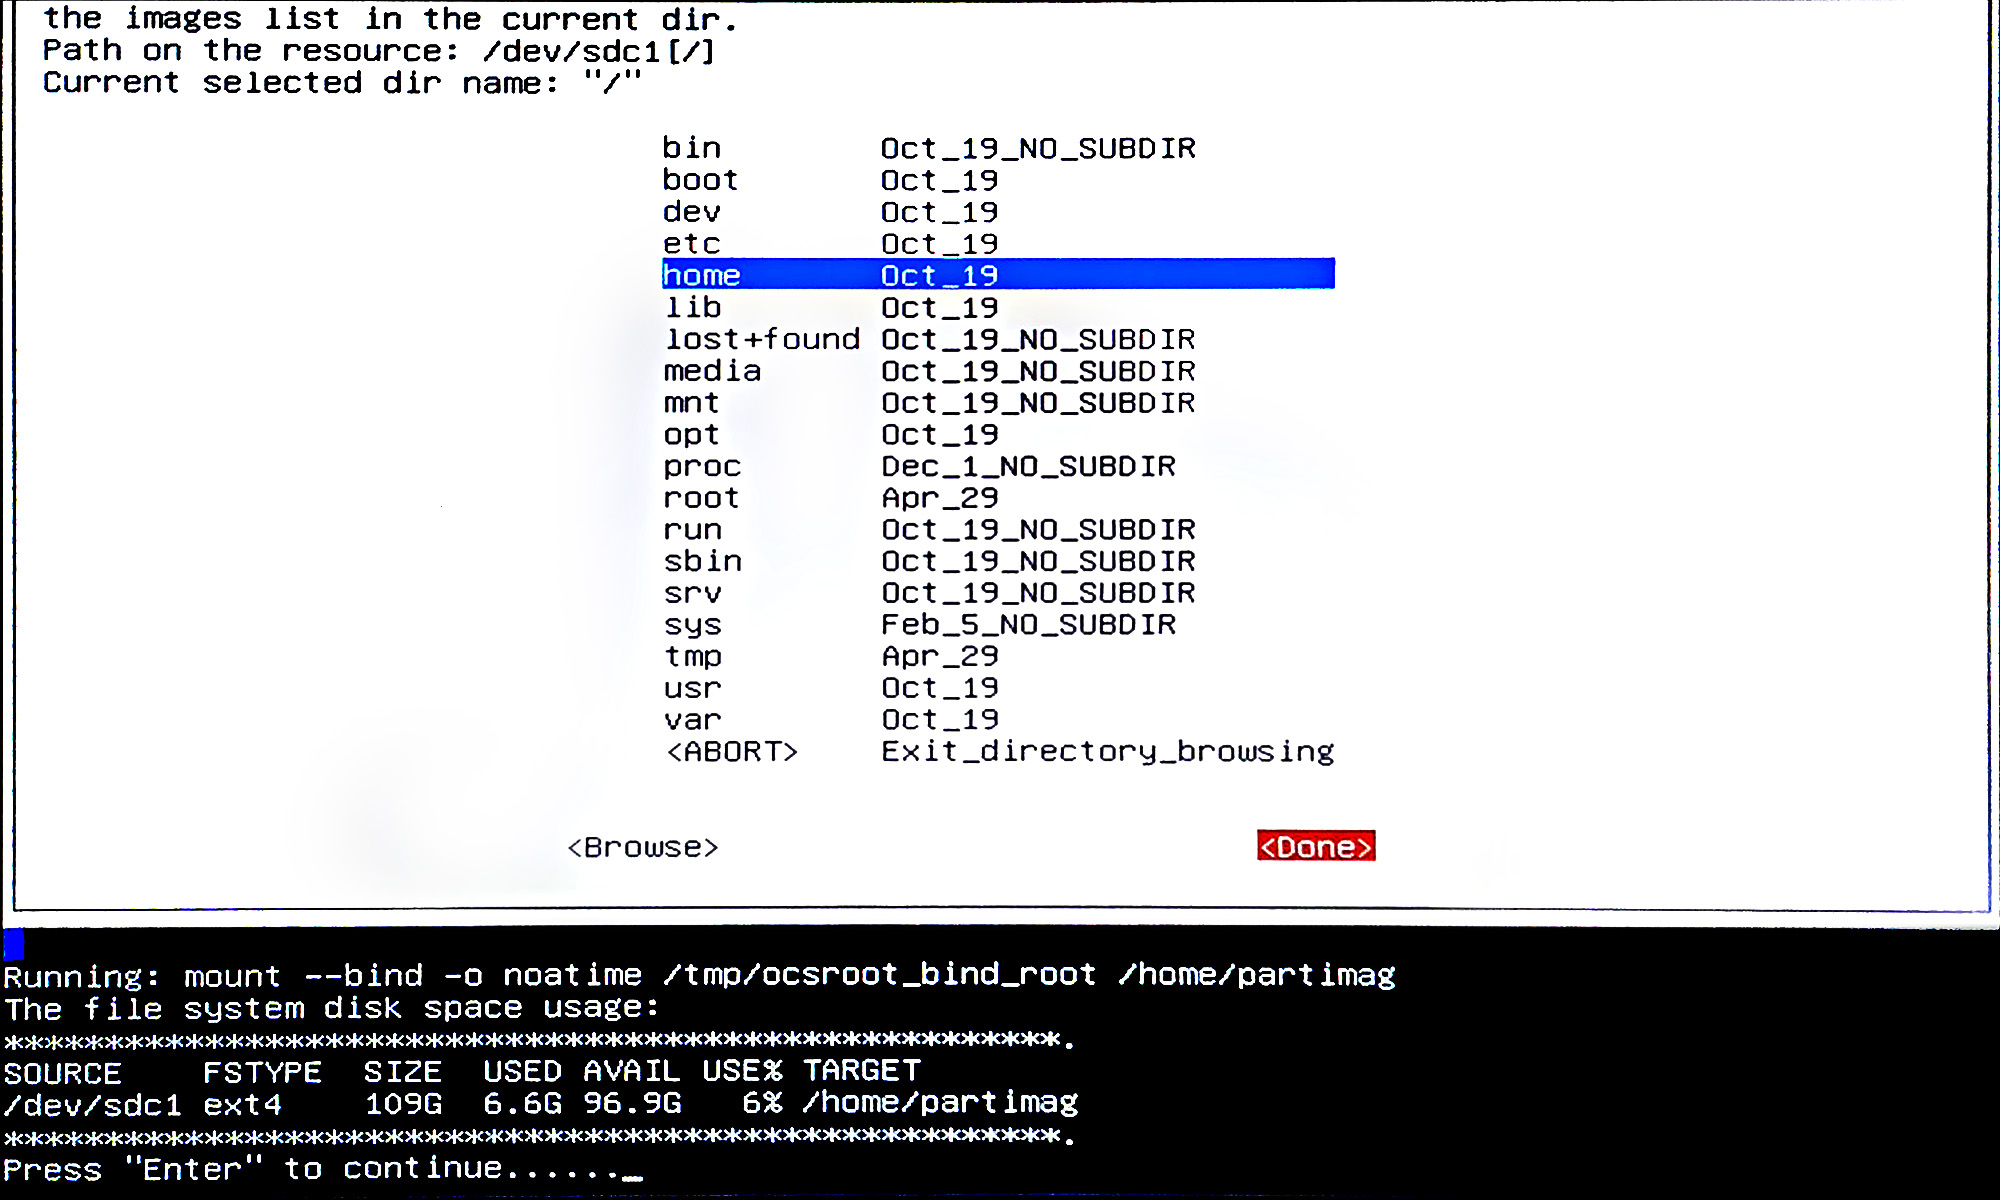 the images list in the current dir.
Path on the resource: /dev/sdc1[/]
Current selected dir name: "/"
bin Oct_19_NO_SUBDIR
boot Oct_19
dev Oct_19
etc Oct_19
home Oct_19
lib Oct_19
lost+found Oct_19_NO_SUBDIR
media Oct_19_NO_SUBDIR
mnt Oct_19_NO_SUBDIR
opt Oct_19
proc Dec_1_NO_SUBDIR
root Apr_29
run Oct_19_NO_SUBDIR
sbin Oct_19_NO_SUBDIR
srv Oct_19_NO_SUBDIR
sys Feb_5_NO_SUBDIR
tmp Apr_29
usr Oct_19
var Oct_19
<ABORT> Exit_directory_browsing
<Browse> <Done>
Running: mount --bind -o noatime /tmp/ocsroot_bind_root /home/partimag
The file system disk space usage:
*****************************************************.
SOURCE FSTYPE SIZE USED AVAIL USE% TARGET
/dev/sdc1 ext4 109G 6.6G 96.9G 6% /home/partimag
*****************************************************.
Press "Enter" to continue......_